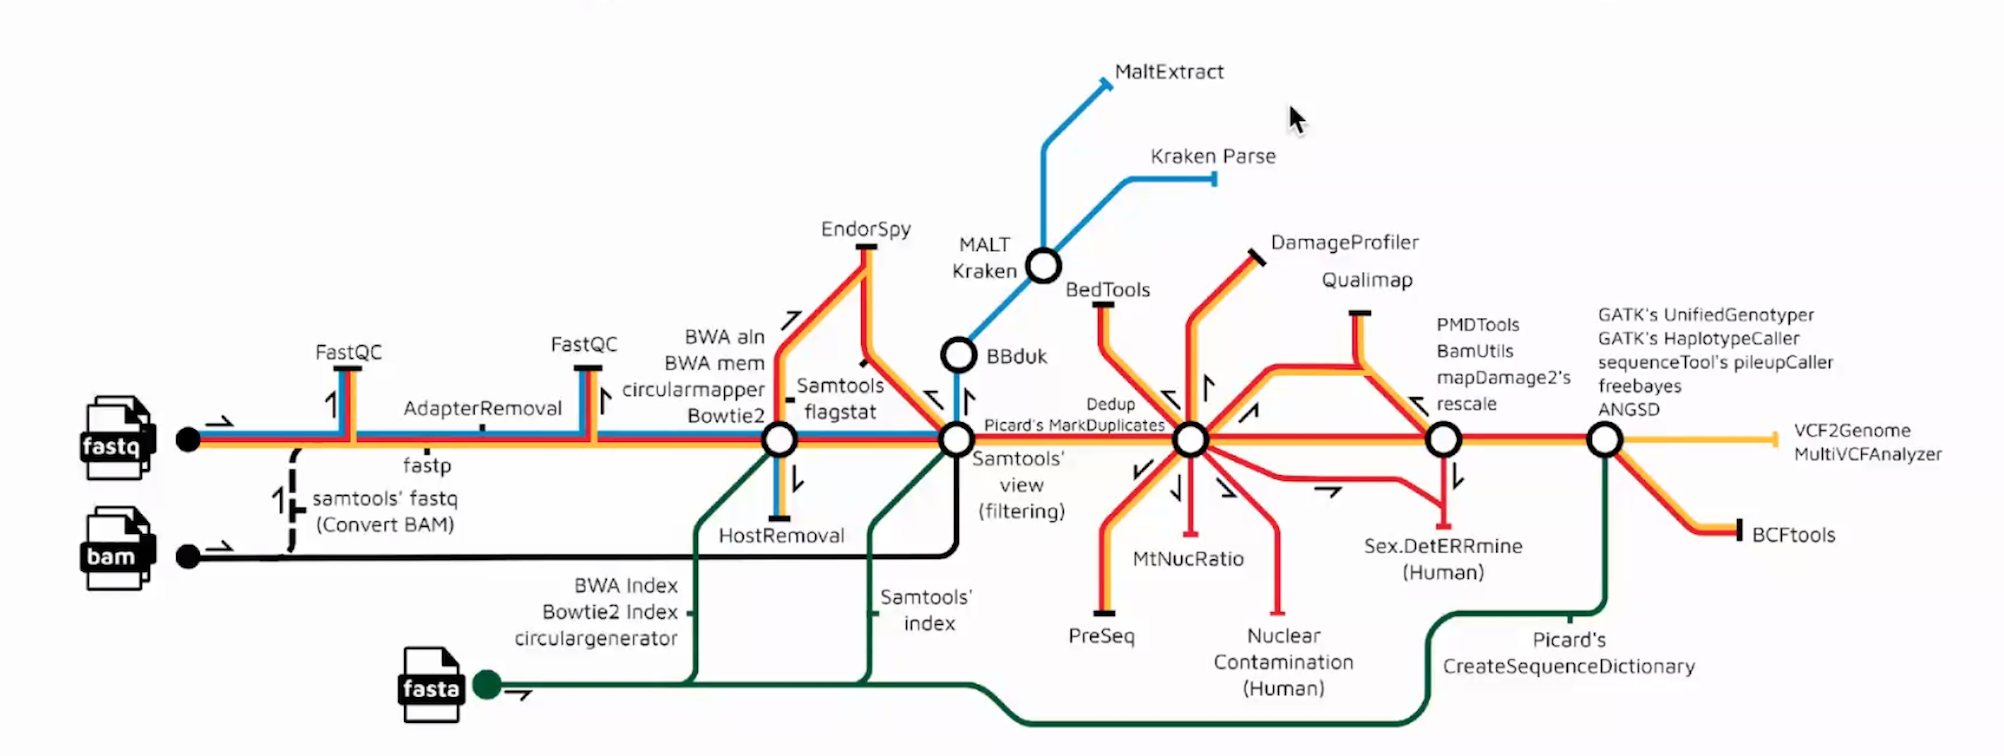 MaltExtract
Kraken Parse
EndorSpy
MALT
Kraken
DamageProfiler
BedTools
Qualimap
FastQC
FastQC
BWA aln
BWA mem
circularmapper
Bowtie2
BBduk
PMDTools
BamUtils
mapDamage2's
rescale
GATK's UnifiedGenotyper
GATK's HaplotypeCaller
sequenceTool's pileupCaller
freebayes
ANGSD
AdapterRemoval
Samtools
flagstat
Dedup
Picard's MarkDuplicates
fastq
fastp
Samtools'
view
(filtering)
VCF2Genome
MultiVCFAnalyzer
samtools' fastq
(Convert BAM)
HostRemoval
bam
MtNucRatio
Sex.DetERRmine
(Human)
BCFtools
BWA Index
Bowtie2 Index
circulargenerator
Samtools'
index
PreSeq
Nuclear
Contamination
(Human)
Picard's
CreateSequenceDictionary
fasta